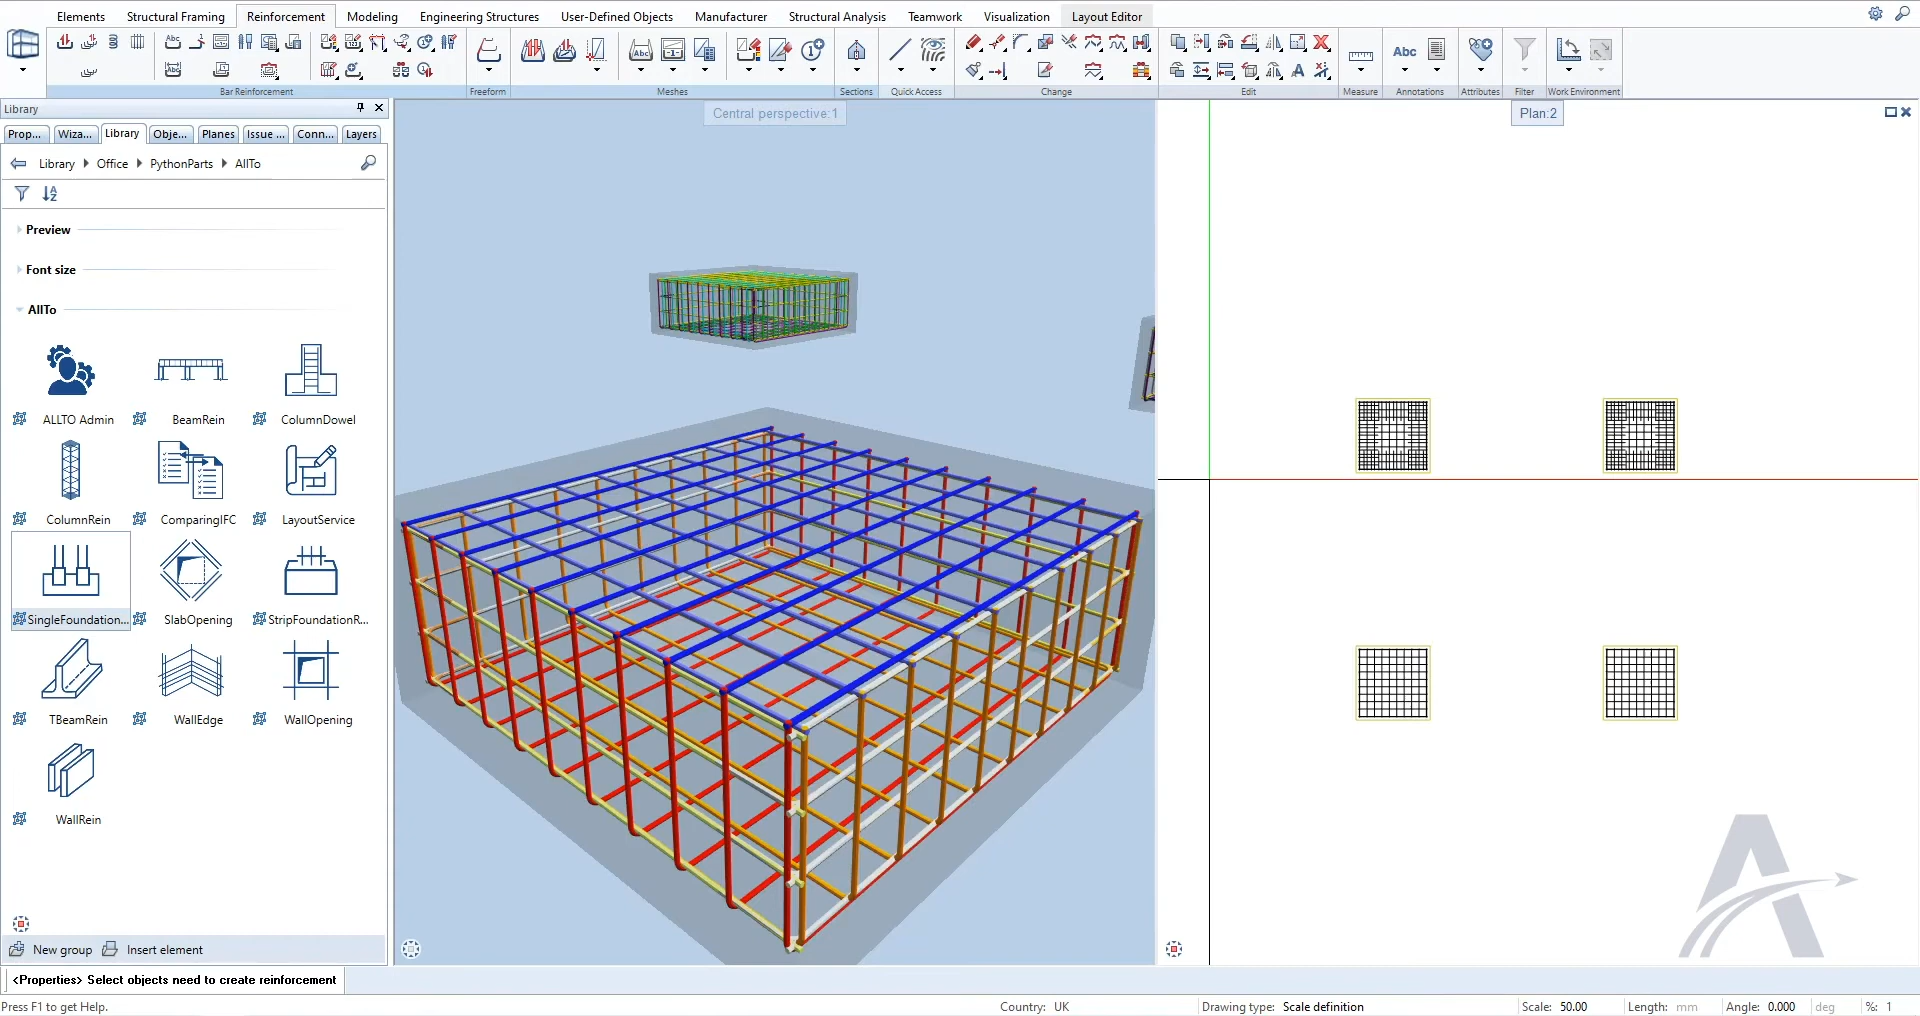 Elements Structural Framing Reinforcement Modeling Engineering Structures User-Defined Objects Manufacturer Structural Analysis Teamwork Visualization Layout Editor
Bar Reinforcement Freeform Meshes Sections Quick Access Change Edit Measure Annotations Attributes Filter Work Environment
Abc
Library
Prop... Wiza... Library Obje... Planes Issue ... Conn... Layers
Library Office PythonParts AllTo
Preview
Font size
AllTo
ALLTO Admin BeamRein ColumnDowel
ColumnRein ComparingIFC LayoutService
SingleFoundation... SlabOpening StripFoundationR...
TBeamRein WallEdge WallOpening
WallRein
New group Insert element
Central perspective:1
Plan:2
<Properties> Select objects need to create reinforcement
Press F1 to get Help. Country: UK Drawing type: Scale definition Scale: 50.00 Length: mm Angle: 0.000 deg %: 1